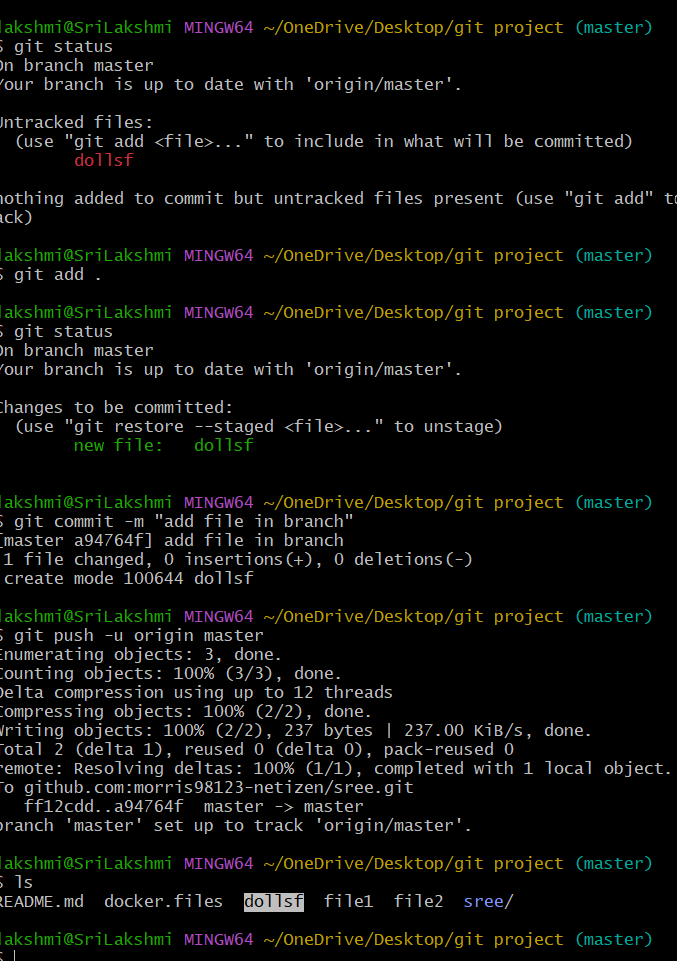 lakshmi@SriLakshmi MINGW64 ~/OneDrive/Desktop/git project (master)
$ git status
On branch master
Your branch is up to date with 'origin/master'.
Untracked files:
(use "git add <file>..." to include in what will be committed)
dollsf
nothing added to commit but untracked files present (use "git add" to
ack)
lakshmi@SriLakshmi MINGW64 ~/OneDrive/Desktop/git project (master)
$ git add .
lakshmi@SriLakshmi MINGW64 ~/OneDrive/Desktop/git project (master)
$ git status
On branch master
Your branch is up to date with 'origin/master'.
Changes to be committed:
(use "git restore --staged <file>..." to unstage)
new file:   dollsf
lakshmi@SriLakshmi MINGW64 ~/OneDrive/Desktop/git project (master)
$ git commit -m "add file in branch"
[master a94764f] add file in branch
1 file changed, 0 insertions(+), 0 deletions(-)
create mode 100644 dollsf
lakshmi@SriLakshmi MINGW64 ~/OneDrive/Desktop/git project (master)
$ git push -u origin master
Enumerating objects: 3, done.
Counting objects: 100% (3/3), done.
Delta compression using up to 12 threads
Compressing objects: 100% (2/2), done.
Writing objects: 100% (2/2), 237 bytes | 237.00 KiB/s, done.
Total 2 (delta 1), reused 0 (delta 0), pack-reused 0
remote: Resolving deltas: 100% (1/1), completed with 1 local object.
To github.com:morris98123-netizen/sree.git
ff12cdd..a94764f  master -> master
branch 'master' set up to track 'origin/master'.
lakshmi@SriLakshmi MINGW64 ~/OneDrive/Desktop/git project (master)
$ ls
README.md  docker.files  dollsf  file1  file2  sree/
lakshmi@SriLakshmi MINGW64 ~/OneDrive/Desktop/git project (master)
$